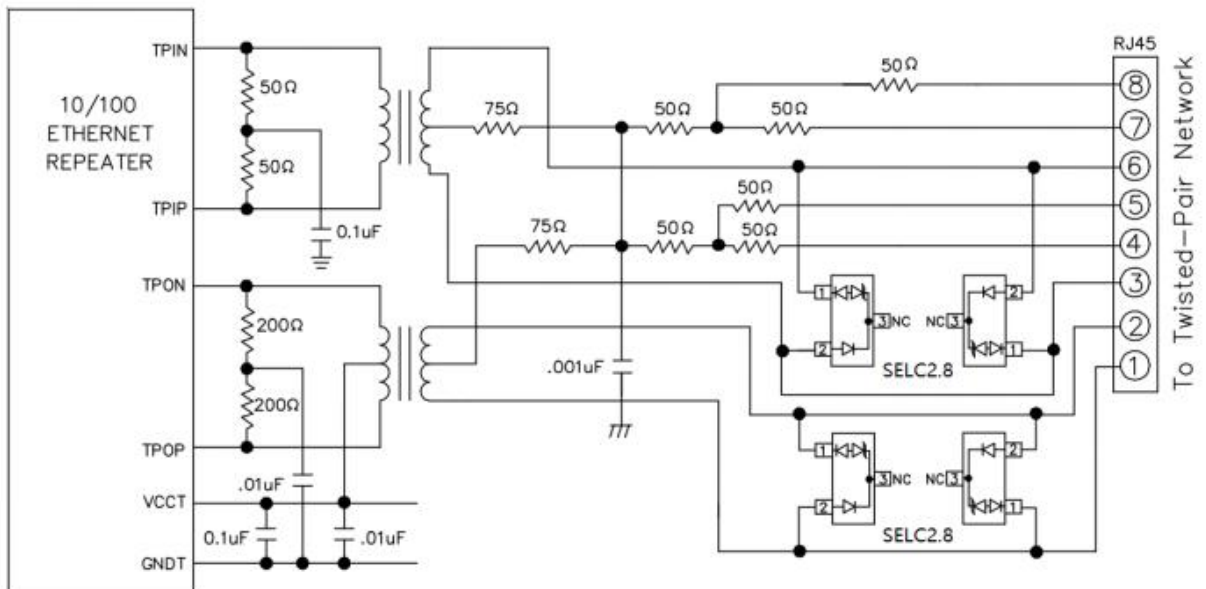 RJ45
TPIN
50Ω
8
10/100
ETHERNET
REPEATER
50Ω
75Ω
50Ω
50Ω
7
50Ω
6
50Ω
5
TPIP
0.1uF
75Ω
50Ω
50Ω
4
TPON
1
2
3
200Ω
3 NC
NC 3
2
2
1
.001uF
SELC2.8
1
200Ω
To Twisted-Pair Network
TPOP
1
2
.01uF
3 NC
NC 3
VCCT
2
1
0.1uF
.01uF
SELC2.8
GNDT